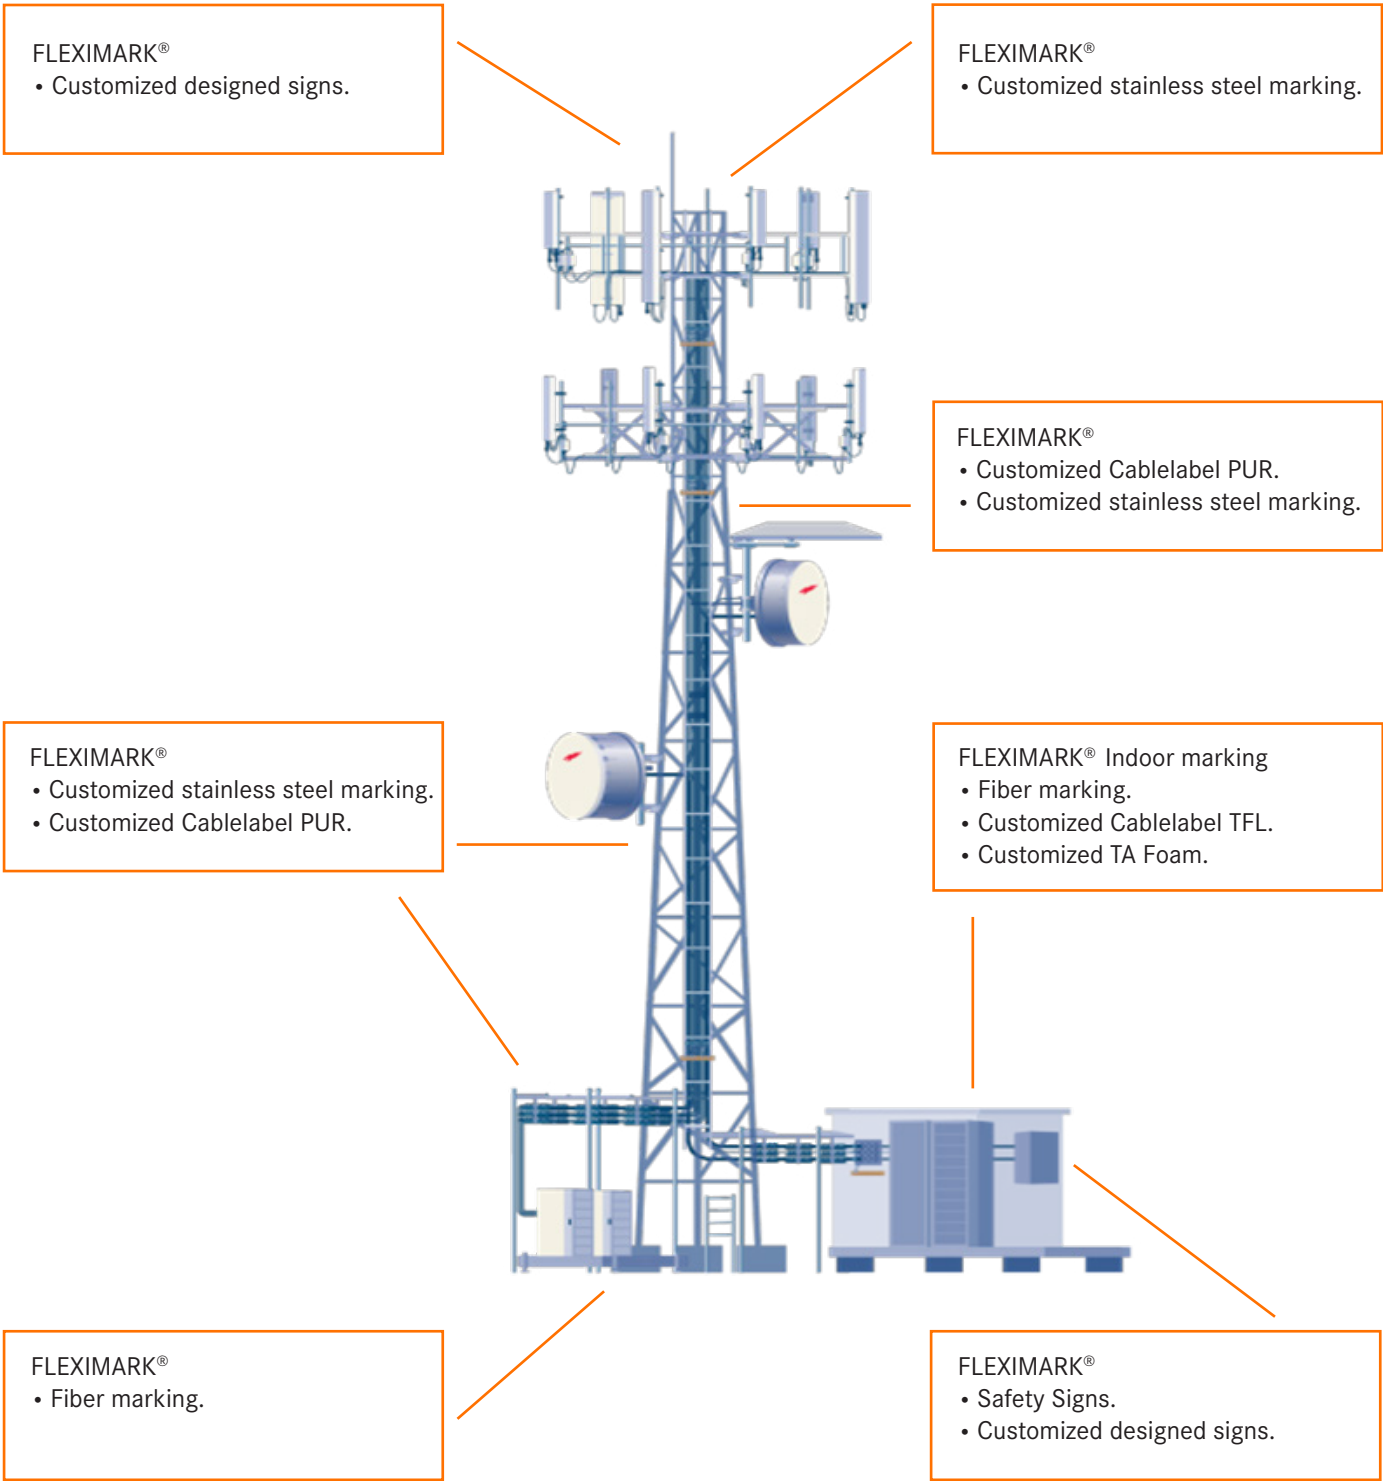 FLEXIMARK®
• Customized designed signs.
FLEXIMARK®
• Customized stainless steel marking.
FLEXIMARK®
• Customized Cablelabel PUR.
• Customized stainless steel marking.
FLEXIMARK®
• Customized stainless steel marking.
• Customized Cablelabel PUR.
FLEXIMARK® Indoor marking
• Fiber marking.
• Customized Cablelabel TFL.
• Customized TA Foam.
FLEXIMARK®
• Fiber marking.
FLEXIMARK®
• Safety Signs.
• Customized designed signs.